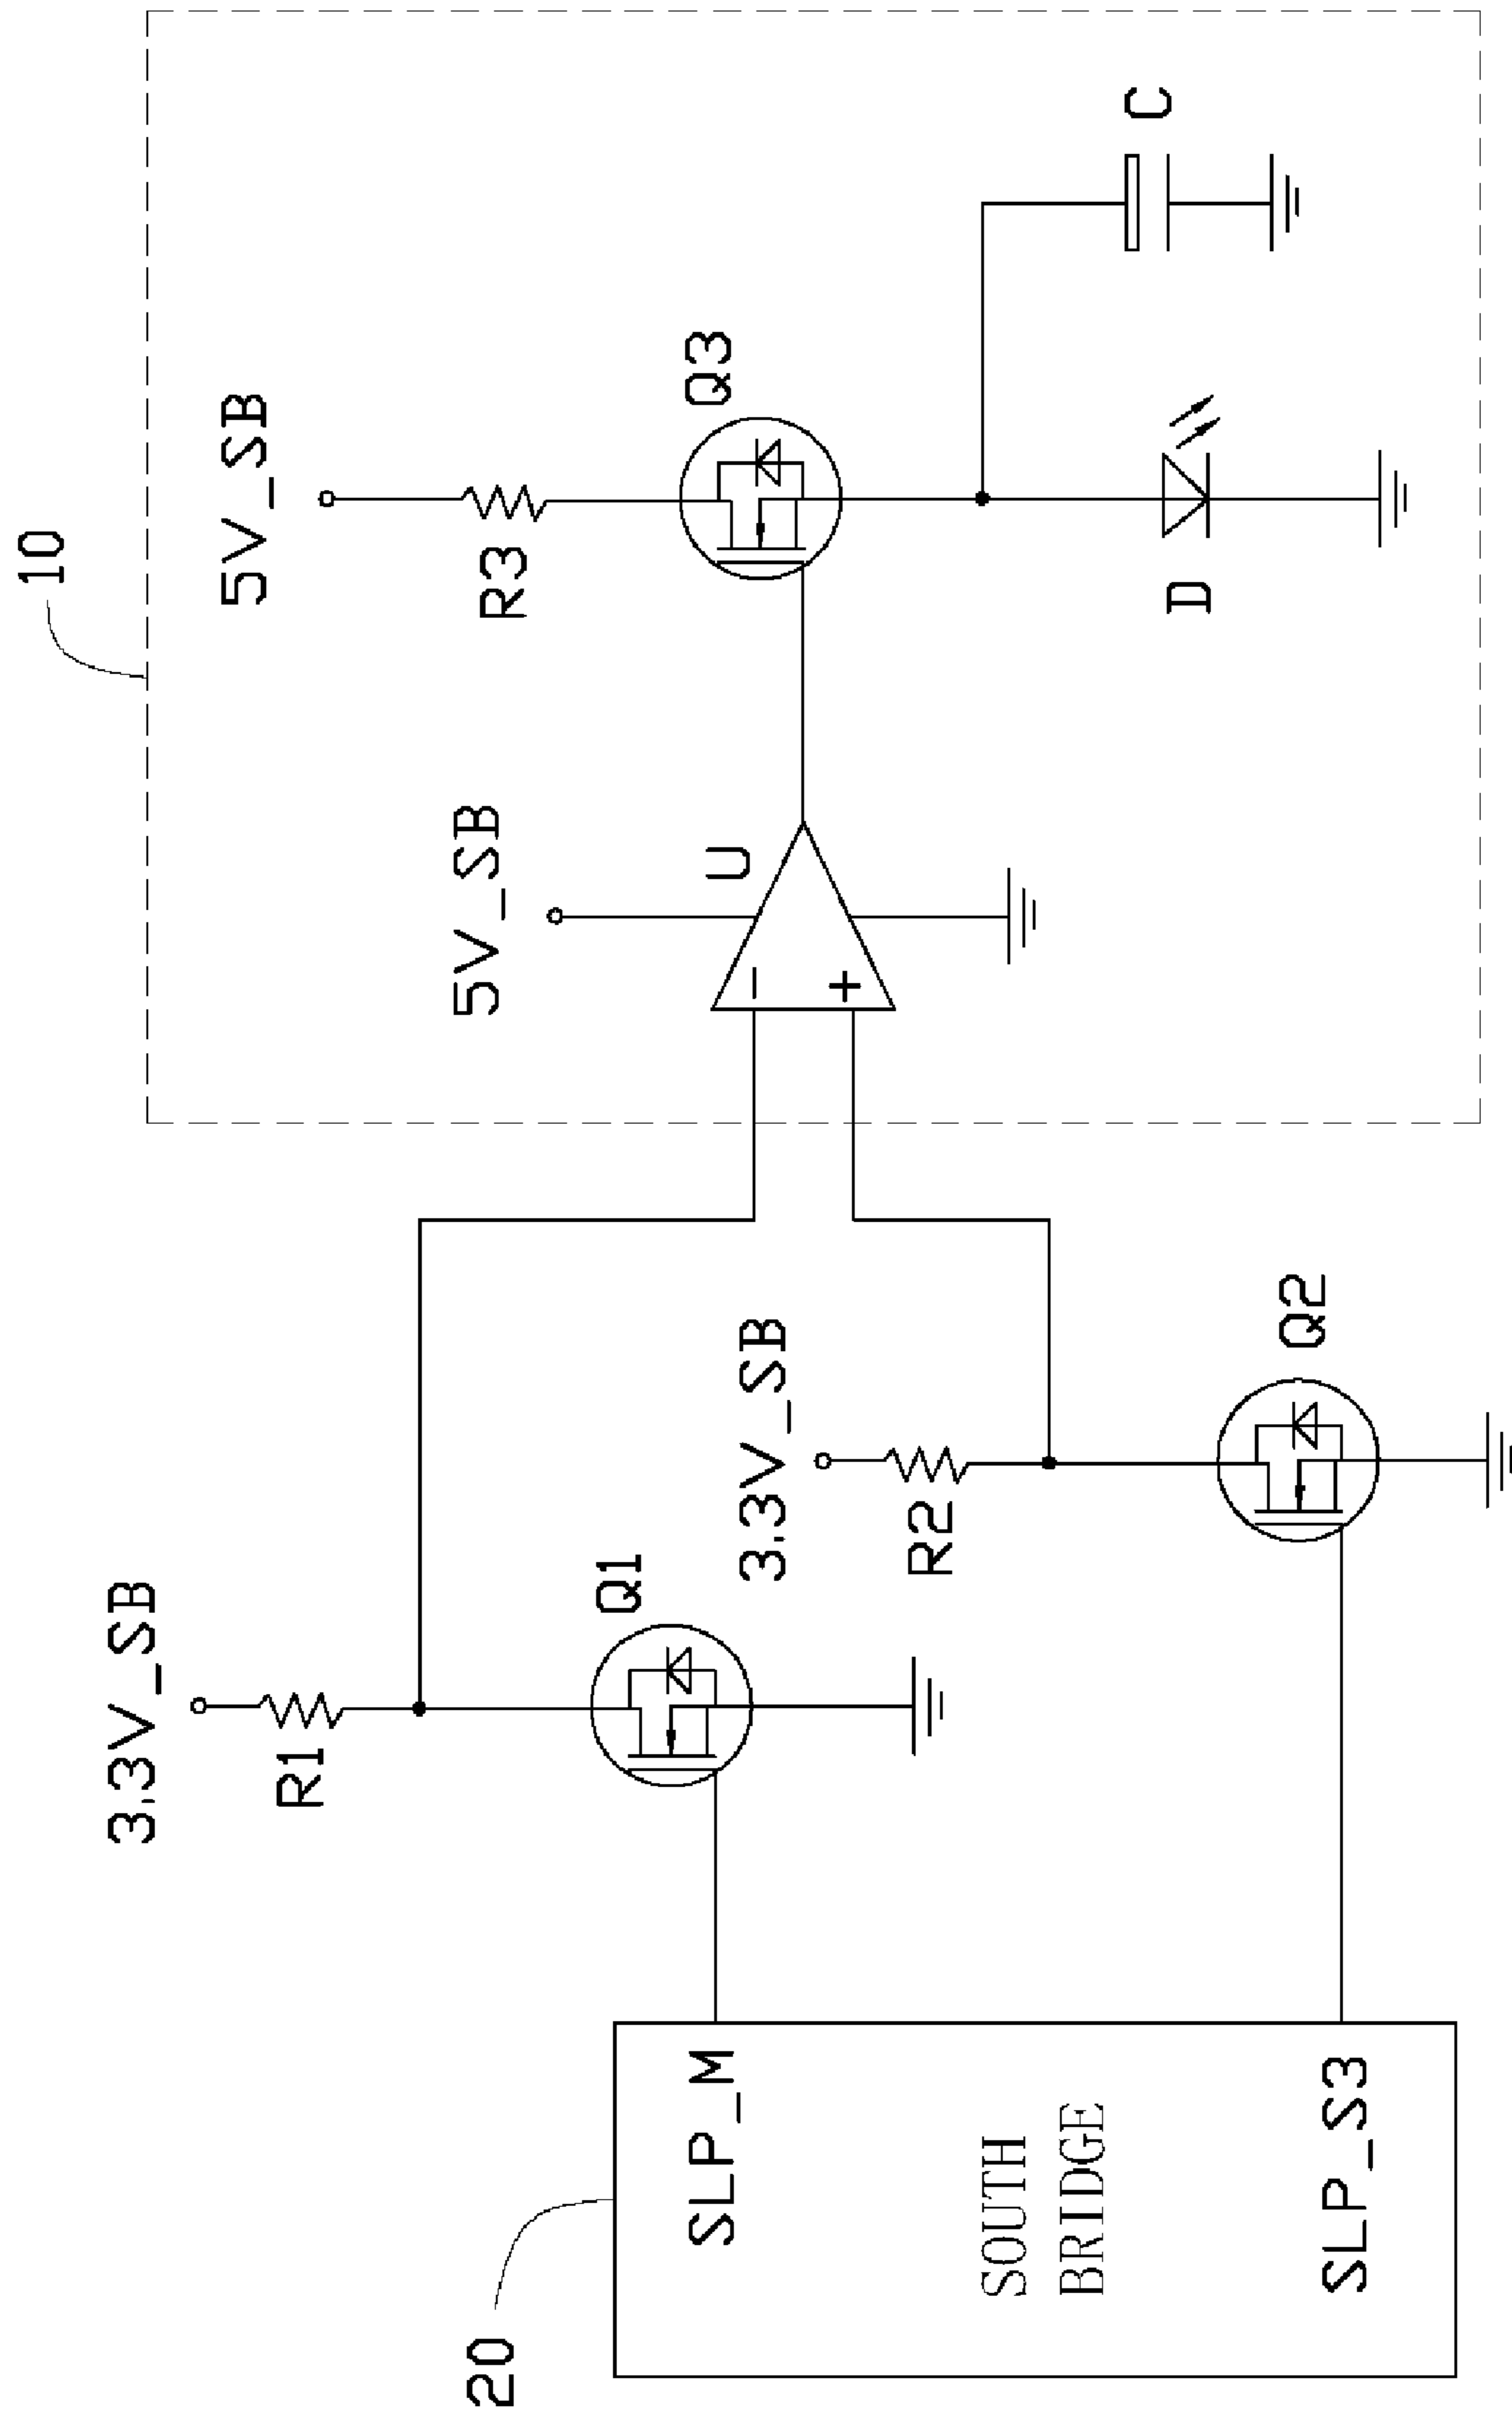 10
5V_SB
R3
Q3
C
D
5V_SB
U
−
+
3.3V_SB
R1
Q1
3.3V_SB
R2
Q2
20
SLP_M
SOUTH
BRIDGE
SLP_S3